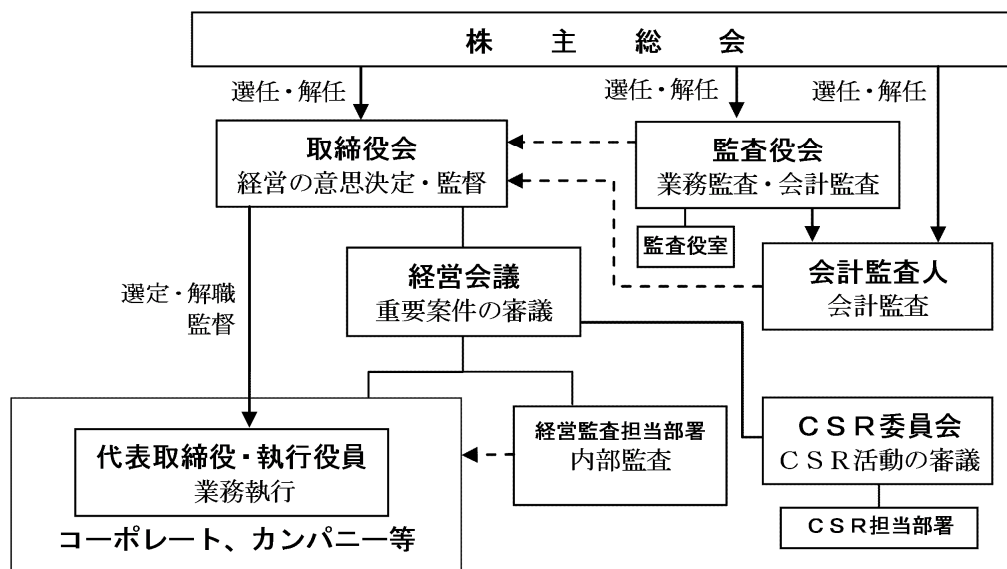 株主総会
選任・解任
選任・解任
選任・解任
取締役会
経営の意思決定・監督
監査役会
業務監査・会計監査
監査役室
会計監査人
会計監査
経営会議
重要案件の審議
選定・解職
監督
代表取締役・執行役員
業務執行
コーポレート、カンパニー等
経営監査担当部署
内部監査
ＣＳＲ委員会
ＣＳＲ活動の審議
ＣＳＲ担当部署